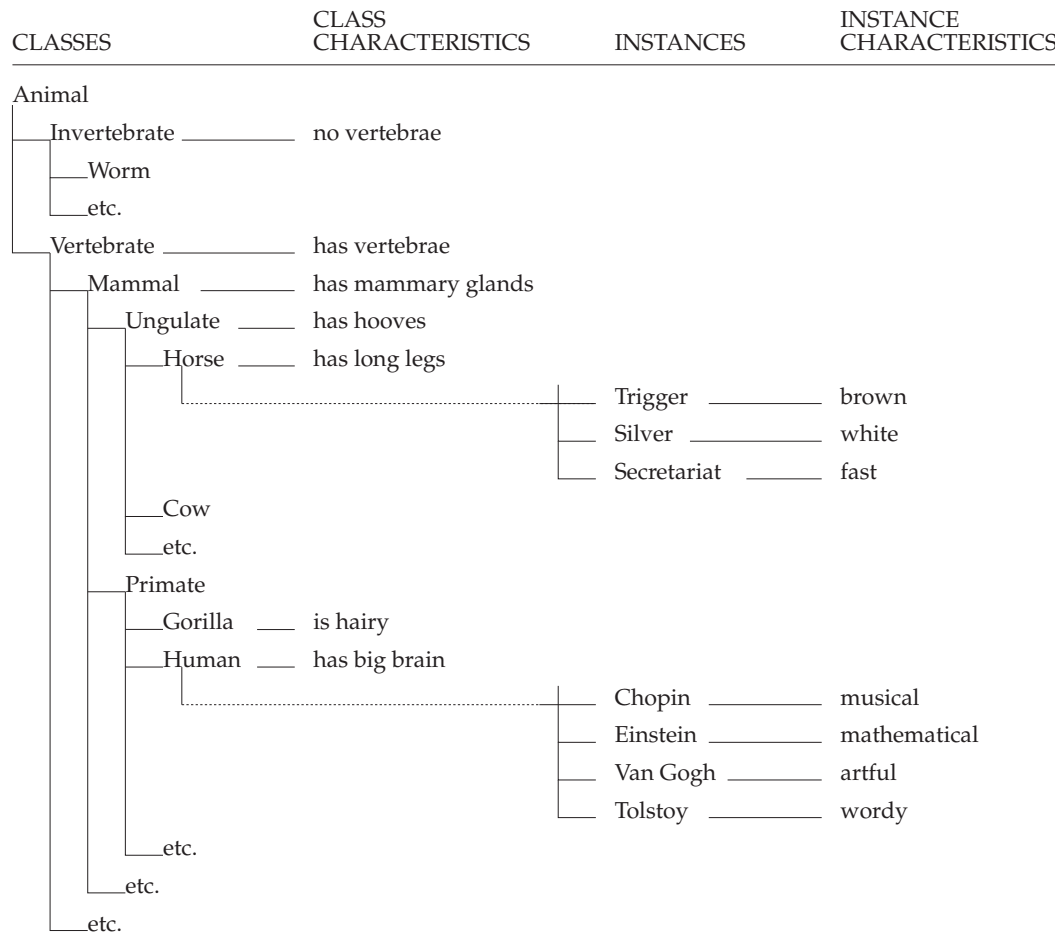 CLASSES CLASS CHARACTERISTICS INSTANCES INSTANCE CHARACTERISTICS
Animal
Invertebrate no vertebrae
Worm
etc.
Vertebrate has vertebrae
Mammal has mammary glands
Ungulate has hooves
Horse has long legs
Trigger brown
Silver white
Secretariat fast
Cow
etc.
Primate
Gorilla is hairy
Human has big brain
Chopin musical
Einstein mathematical
Van Gogh artful
Tolstoy wordy
etc.
etc.
etc.